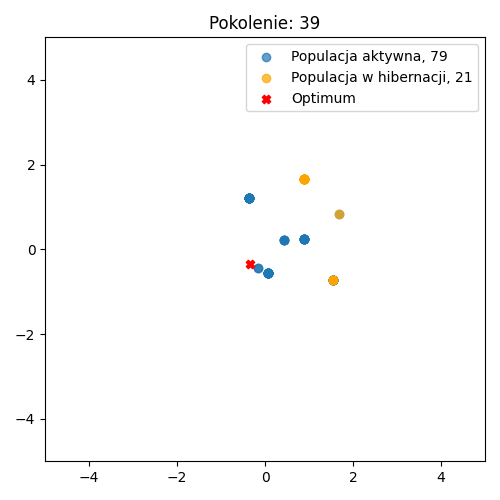 Pokolenie: 39
Populacja aktywna, 79
Populacja w hibernacji, 21
Optimum
4
2
0
−2
−4
−4
−2
0
2
4